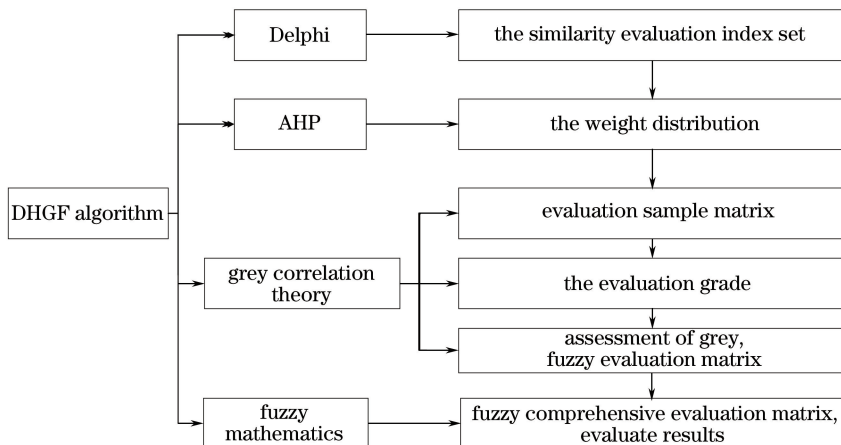 Delphi
the similarity evaluation index set
AHP
the weight distribution
DHGF algorithm
evaluation sample matrix
grey correlation
theory
the evaluation grade
assessment of grey,
fuzzy evaluation matrix
fuzzy
mathematics
fuzzy comprehensive evaluation matrix,
evaluate results